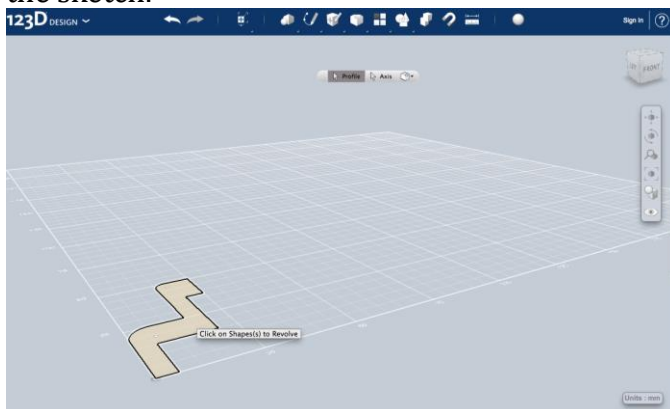 the sketch.
123D DESIGN
Sign In
?
Profile Axis
FRONT
Click on Shapes(s) to Revolve
Units : mm